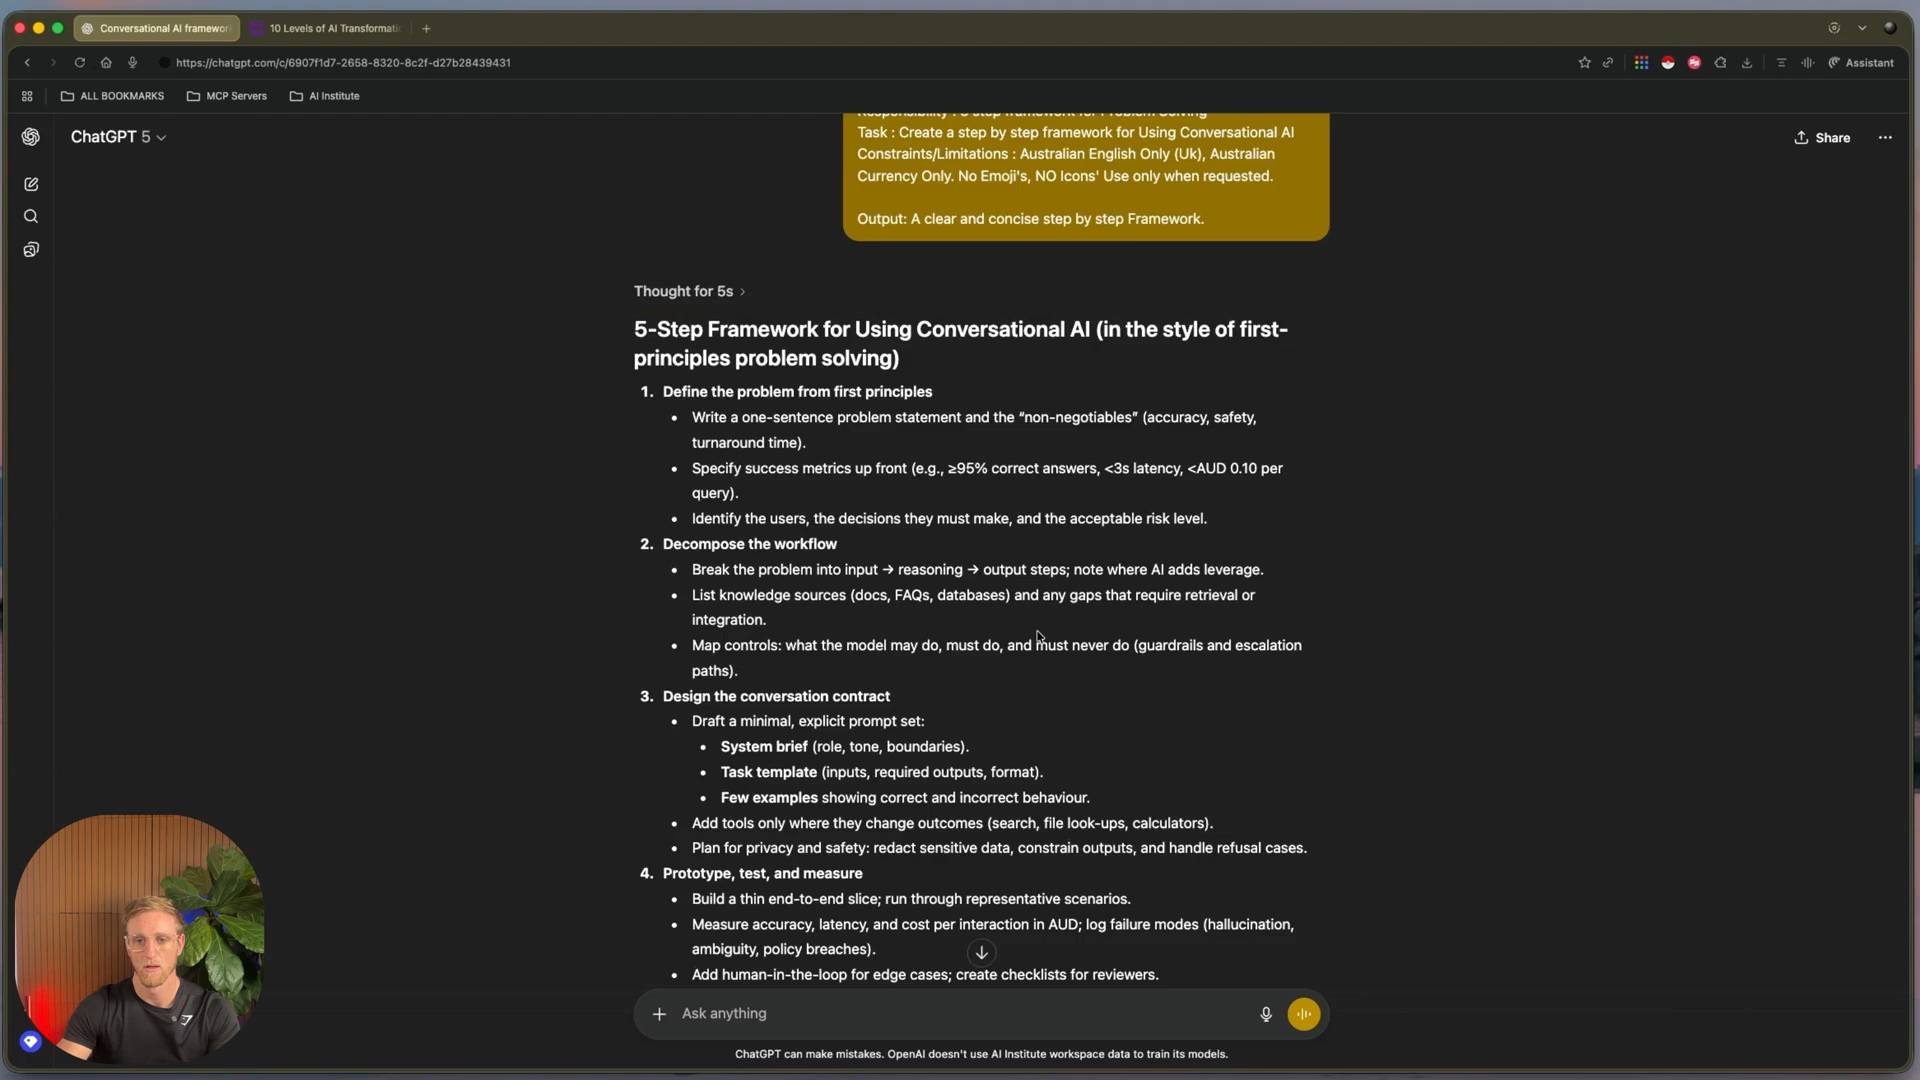 Conversational AI framewor
10 Levels of AI Transformati
https://chatgpt.com/c/6907f1d7-2658-8320-8c2f-d27b28439431
Assistant
ALL BOOKMARKS
MCP Servers
AI Institute
ChatGPT 5
Share
Responsibility : 5 step framework for Problem Solving
Task : Create a step by step framework for Using Conversational AI
Constraints/Limitations : Australian English Only (Uk), Australian
Currency Only. No Emoji's, NO Icons' Use only when requested.
Output: A clear and concise step by step Framework.
Thought for 5s
5-Step Framework for Using Conversational AI (in the style of first-
principles problem solving)
1. Define the problem from first principles
• Write a one-sentence problem statement and the “non-negotiables” (accuracy, safety,
turnaround time).
• Specify success metrics up front (e.g., ≥95% correct answers, <3s latency, <AUD 0.10 per
query).
• Identify the users, the decisions they must make, and the acceptable risk level.
2. Decompose the workflow
• Break the problem into input → reasoning → output steps; note where AI adds leverage.
• List knowledge sources (docs, FAQs, databases) and any gaps that require retrieval or
integration.
• Map controls: what the model may do, must do, and must never do (guardrails and escalation
paths).
3. Design the conversation contract
• Draft a minimal, explicit prompt set:
• System brief (role, tone, boundaries).
• Task template (inputs, required outputs, format).
• Few examples showing correct and incorrect behaviour.
• Add tools only where they change outcomes (search, file look-ups, calculators).
• Plan for privacy and safety: redact sensitive data, constrain outputs, and handle refusal cases.
4. Prototype, test, and measure
• Build a thin end-to-end slice; run through representative scenarios.
• Measure accuracy, latency, and cost per interaction in AUD; log failure modes (hallucination,
ambiguity, policy breaches).
• Add human-in-the-loop for edge cases; create checklists for reviewers.
Ask anything
ChatGPT can make mistakes. OpenAI doesn't use AI Institute workspace data to train its models.